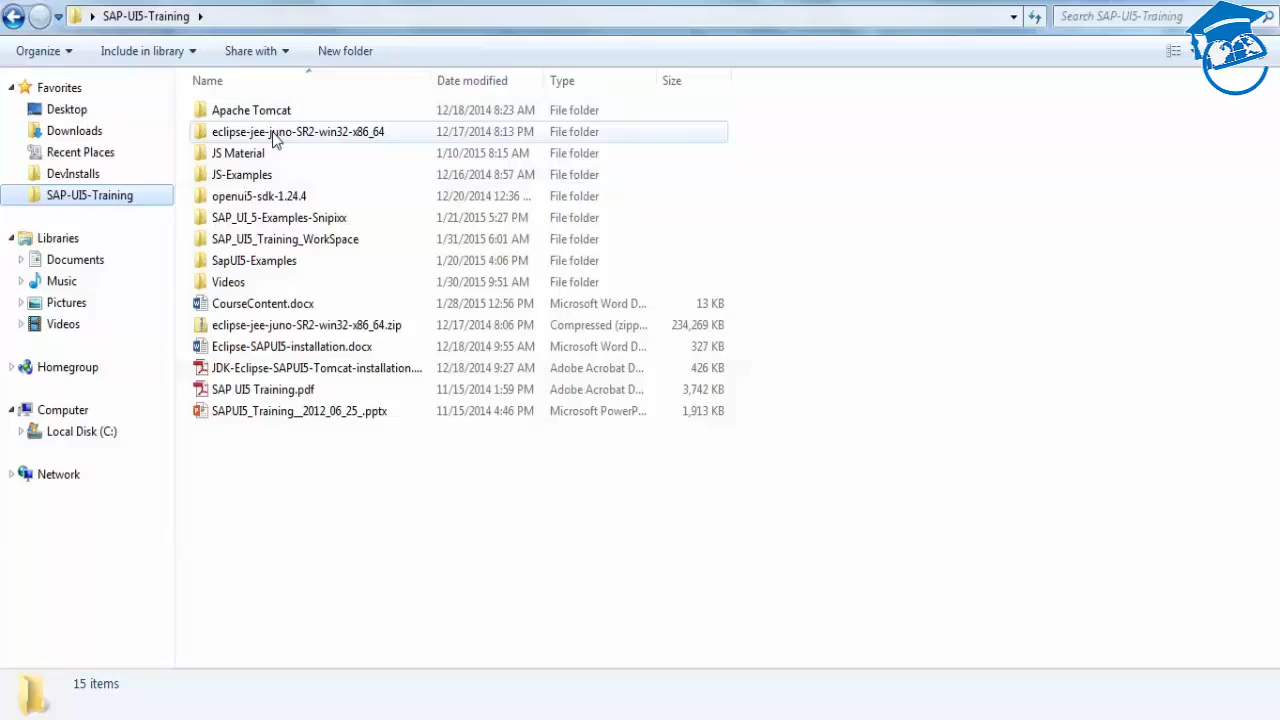 SAP-UI5-Training
Search SAP-UI5-Training
Organize Include in library Share with New folder
Favorites
Desktop
Downloads
Recent Places
DevInstalls
SAP-UI5-Training
Libraries
Documents
Music
Pictures
Videos
Homegroup
Computer
Local Disk (C:)
Network
Name Date modified Type Size
Apache Tomcat 12/18/2014 8:23 AM File folder
eclipse-jee-juno-SR2-win32-x86_64 12/17/2014 8:13 PM File folder
JS Material 1/10/2015 8:15 AM File folder
JS-Examples 12/16/2014 8:57 AM File folder
openui5-sdk-1.24.4 12/20/2014 12:36 ... File folder
SAP_UI_5-Examples-Snipixx 1/21/2015 5:27 PM File folder
SAP_UI5_Training_WorkSpace 1/31/2015 6:01 AM File folder
SapUI5-Examples 1/20/2015 4:06 PM File folder
Videos 1/30/2015 9:51 AM File folder
CourseContent.docx 1/28/2015 12:56 PM Microsoft Word D... 13 KB
eclipse-jee-juno-SR2-win32-x86_64.zip 12/17/2014 8:06 PM Compressed (zipp... 234,269 KB
Eclipse-SAPUI5-installation.docx 12/18/2014 9:55 AM Microsoft Word D... 327 KB
JDK-Eclipse-SAPUI5-Tomcat-installation.... 12/18/2014 9:27 AM Adobe Acrobat D... 426 KB
SAP UI5 Training.pdf 11/15/2014 1:59 PM Adobe Acrobat D... 3,742 KB
SAPUI5_Training__2012_06_25_.pptx 11/15/2014 4:46 PM Microsoft PowerP... 1,913 KB
15 items